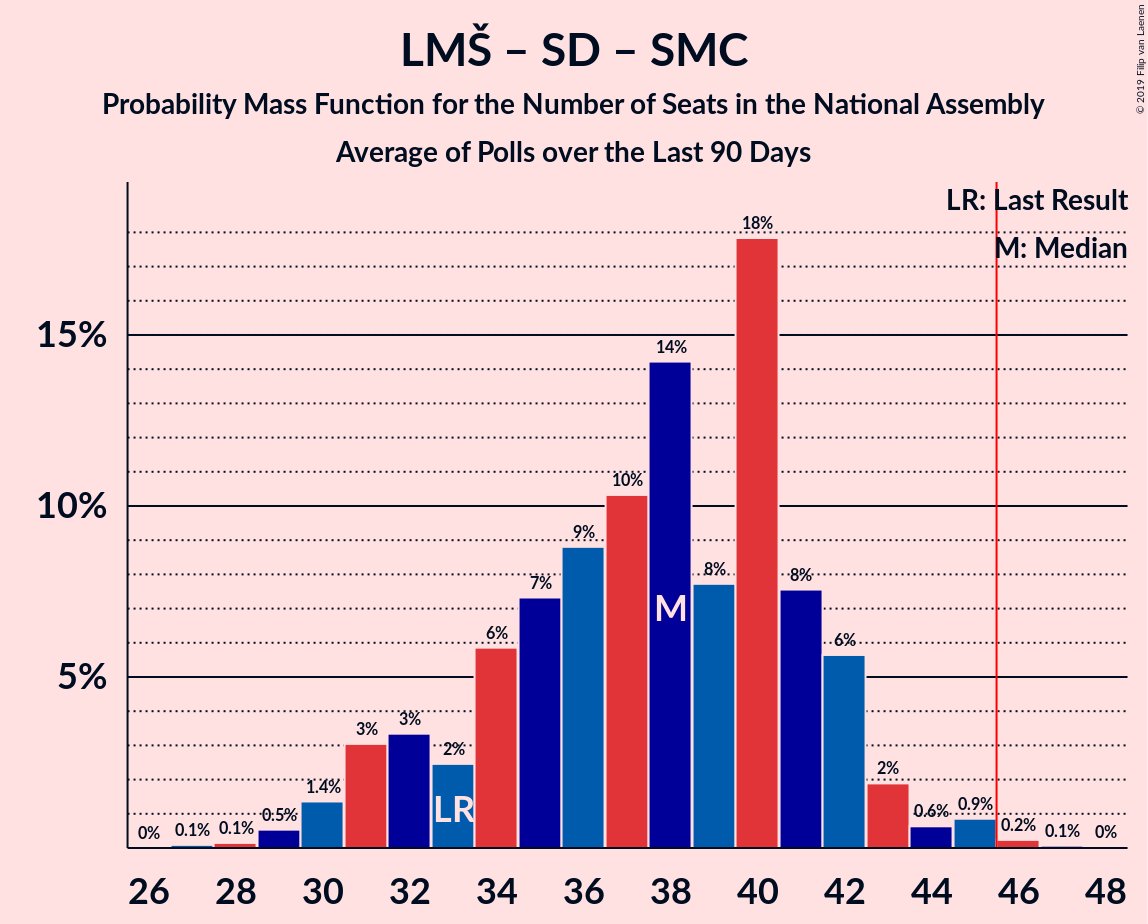 LMŠ – SD – SMC
Probability Mass Function for the Number of Seats in the National Assembly
Average of Polls over the Last 90 Days
© 2019 Filip van Laenen
LR: Last Result
M: Median
15%
10%
5%
0%
0.1%
0.1%
0.5%
1.4%
3%
3%
2%
6%
7%
9%
10%
14%
8%
18%
8%
6%
2%
0.6%
0.9%
0.2%
0.1%
0%
LR
M
26 28 30 32 34 36 38 40 42 44 46 48